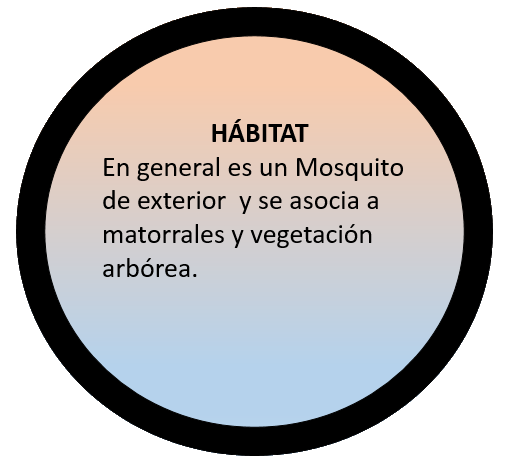 HÁBITAT
En general es un Mosquito
de exterior  y se asocia a
matorrales y vegetación
arbórea.